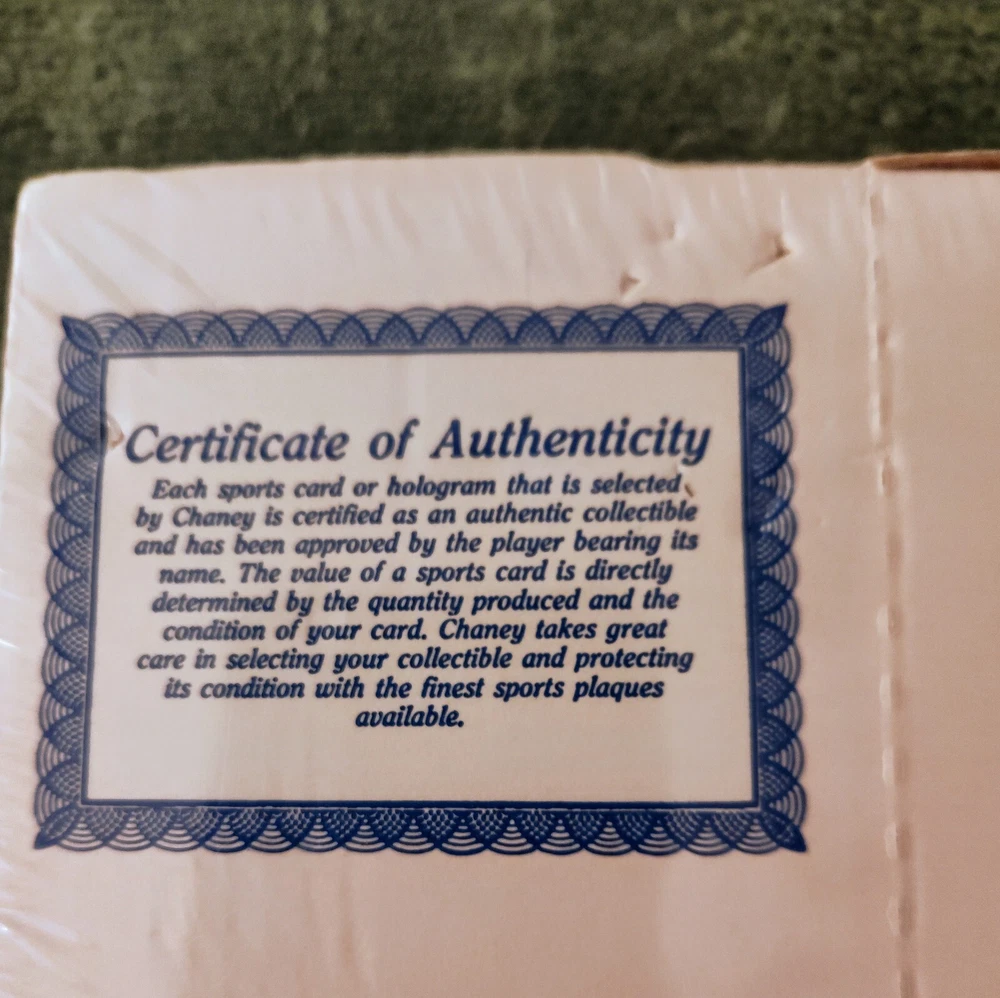 Certificate of Authenticity
Each sports card or hologram that is selected
by Chaney is certified as an authentic collectible
and has been approved by the player bearing its
name. The value of a sports card is directly
determined by the quantity produced and the
condition of your card. Chaney takes great
care in selecting your collectible and protecting
its condition with the finest sports plaques
available.